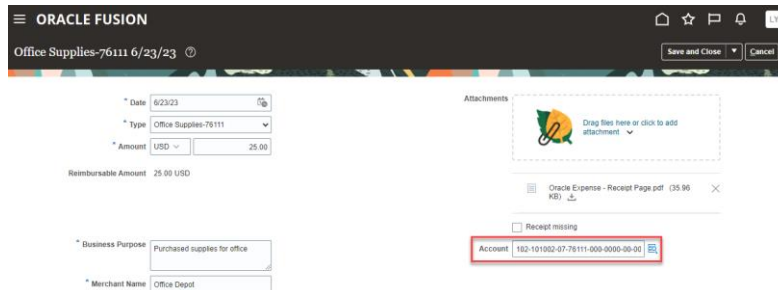 ORACLE FUSION
LY
Office Supplies-76111 6/23/23
Save and Close
Cancel
* Date 6/23/23
* Type Office Supplies-76111
* Amount USD 25.00
Reimbursable Amount 25.00 USD
* Business Purpose Purchased supplies for office
* Merchant Name Office Depot
Attachments
Drag files here or click to add
attachment
Oracle Expense - Receipt Page.pdf (35.96
KB)
Receipt missing
Account 102-101002-07-76111-000-0000-00-00